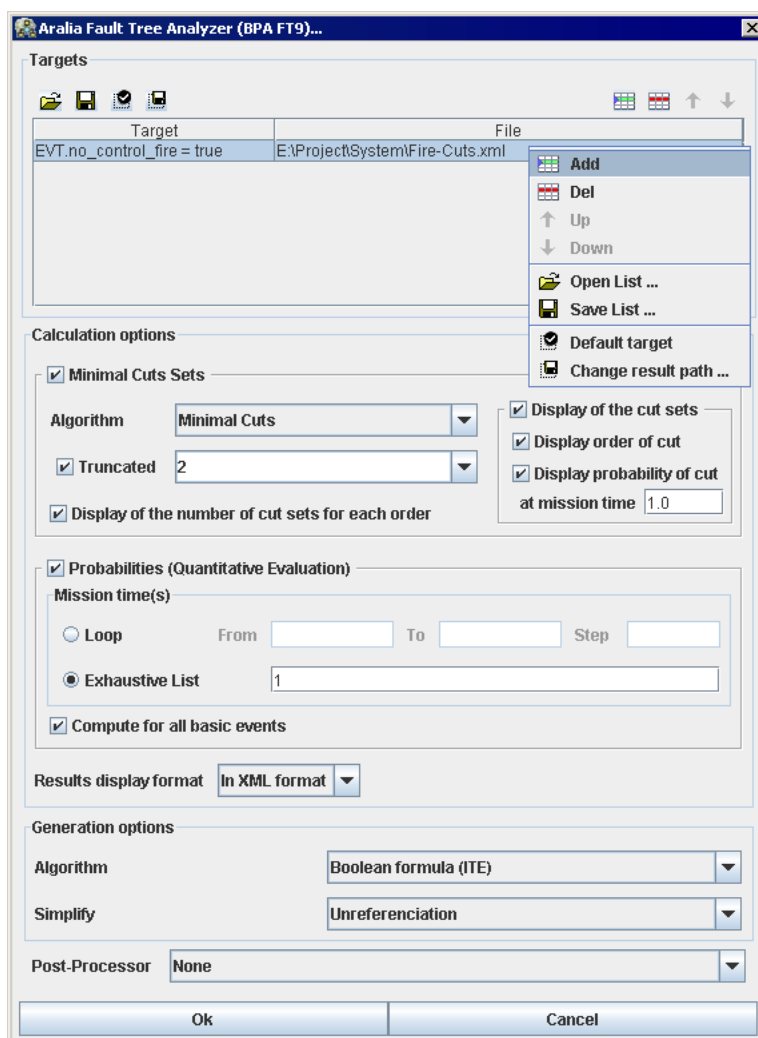 Aralia Fault Tree Analyzer (BPA FT9)...
Targets
Target File
EVT.no_control_fire = true E:\Project\System\Fire-Cuts.xml
Add
Del
Up
Down
Open List ...
Save List ...
Default target
Change result path ...
Calculation options
Minimal Cuts Sets
Algorithm Minimal Cuts
Truncated 2
Display of the number of cut sets for each order
Display of the cut sets
Display order of cut
Display probability of cut
at mission time 1.0
Probabilities (Quantitative Evaluation)
Mission time(s)
Loop From To Step
Exhaustive List 1
Compute for all basic events
Results display format In XML format
Generation options
Algorithm Boolean formula (ITE)
Simplify Unreferenciation
Post-Processor None
Ok Cancel